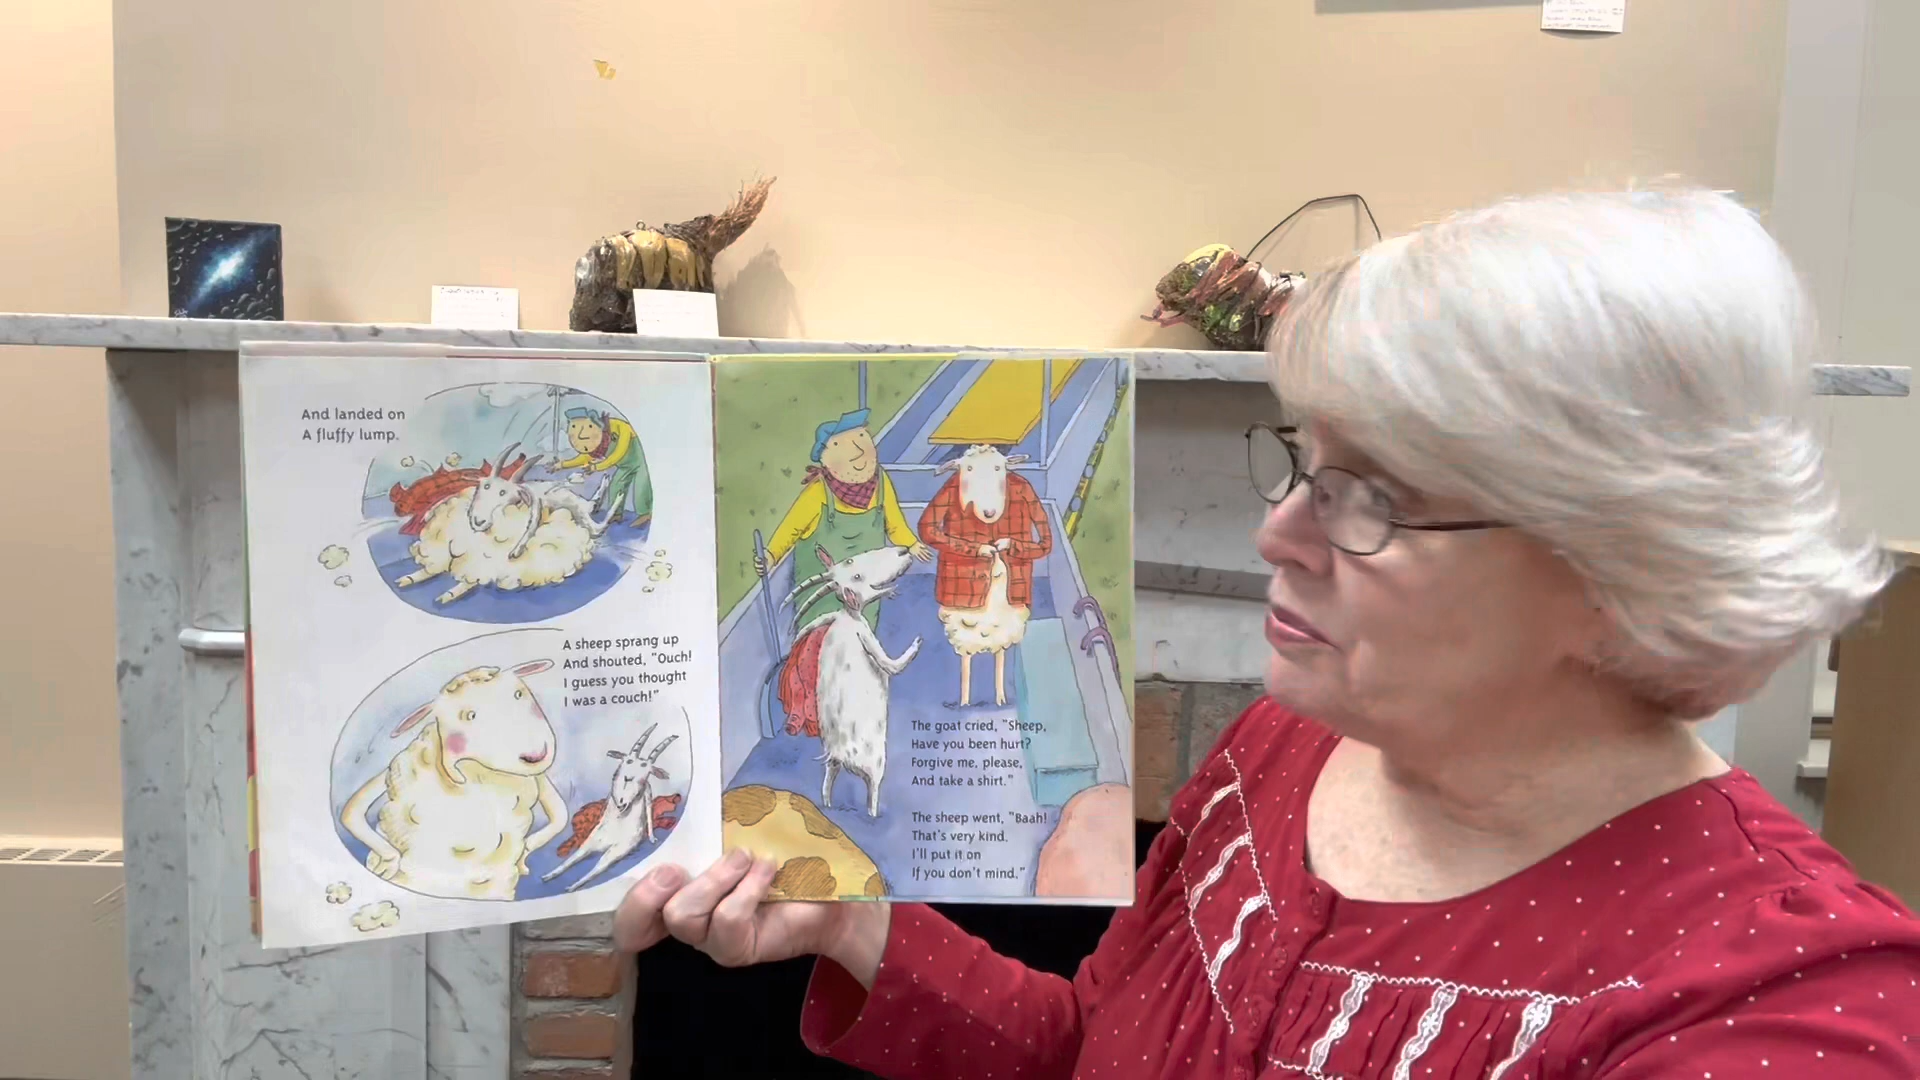 And landed on
A fluffy lump.
A sheep sprang up
And shouted, "Ouch!
I guess you thought
I was a couch!"
The goat cried, "Sheep,
Have you been hurt?
Forgive me, please,
And take a shirt."
The sheep went, "Baah!
That's very kind.
I'll put it on
If you don't mind."